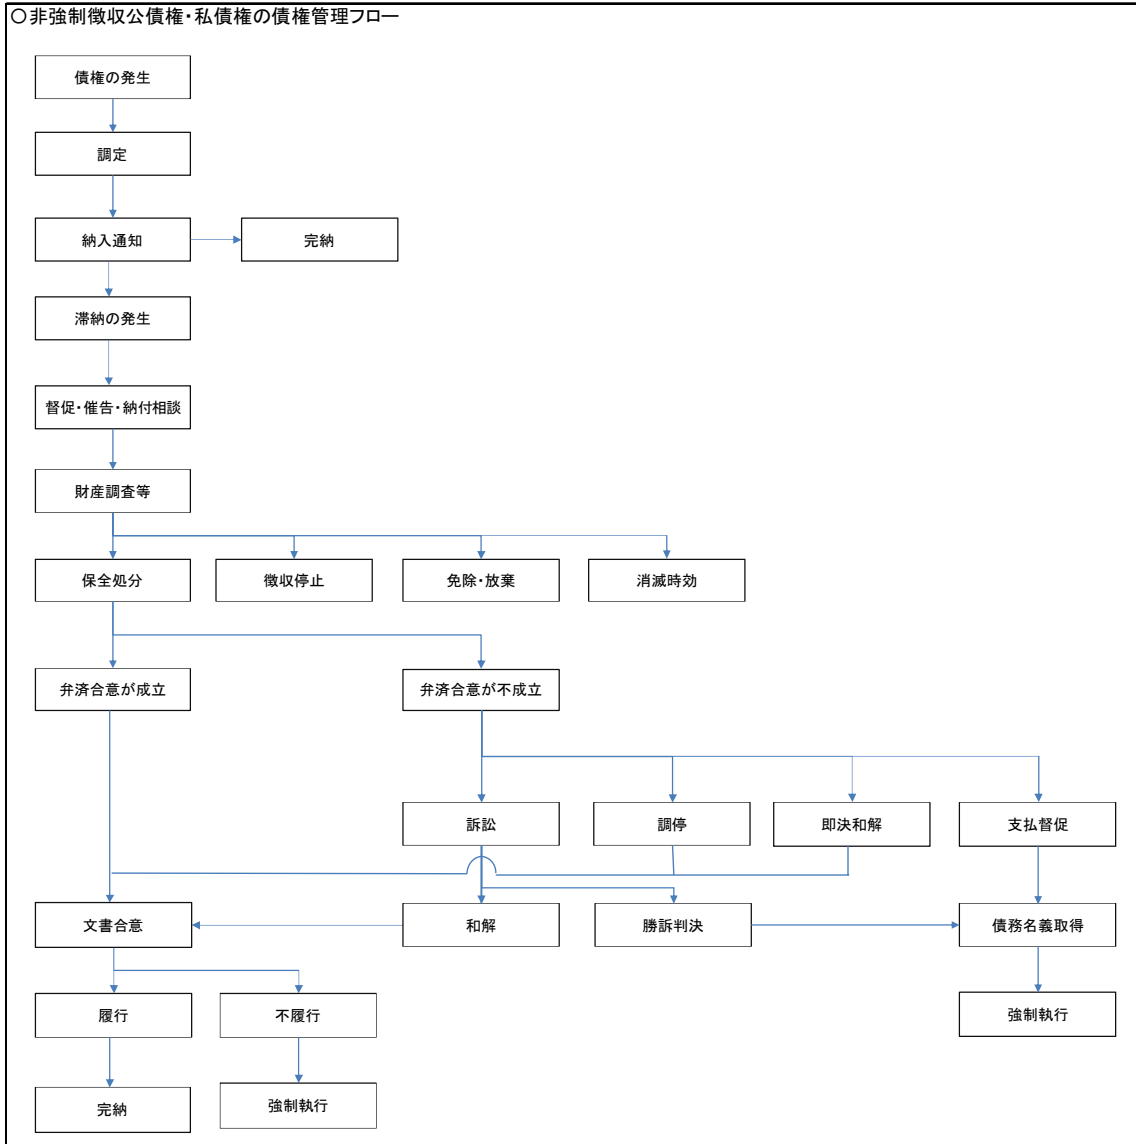 〇非強制徴収公債権・私債権の債権管理フロー
債権の発生
調定
納入通知
完納
滞納の発生
督促・催告・納付相談
財産調査等
保全処分
徴収停止
免除・放棄
消滅時効
弁済合意が成立
弁済合意が不成立
訴訟
調停
即決和解
支払督促
文書合意
和解
勝訴判決
債務名義取得
履行
不履行
強制執行
完納
強制執行